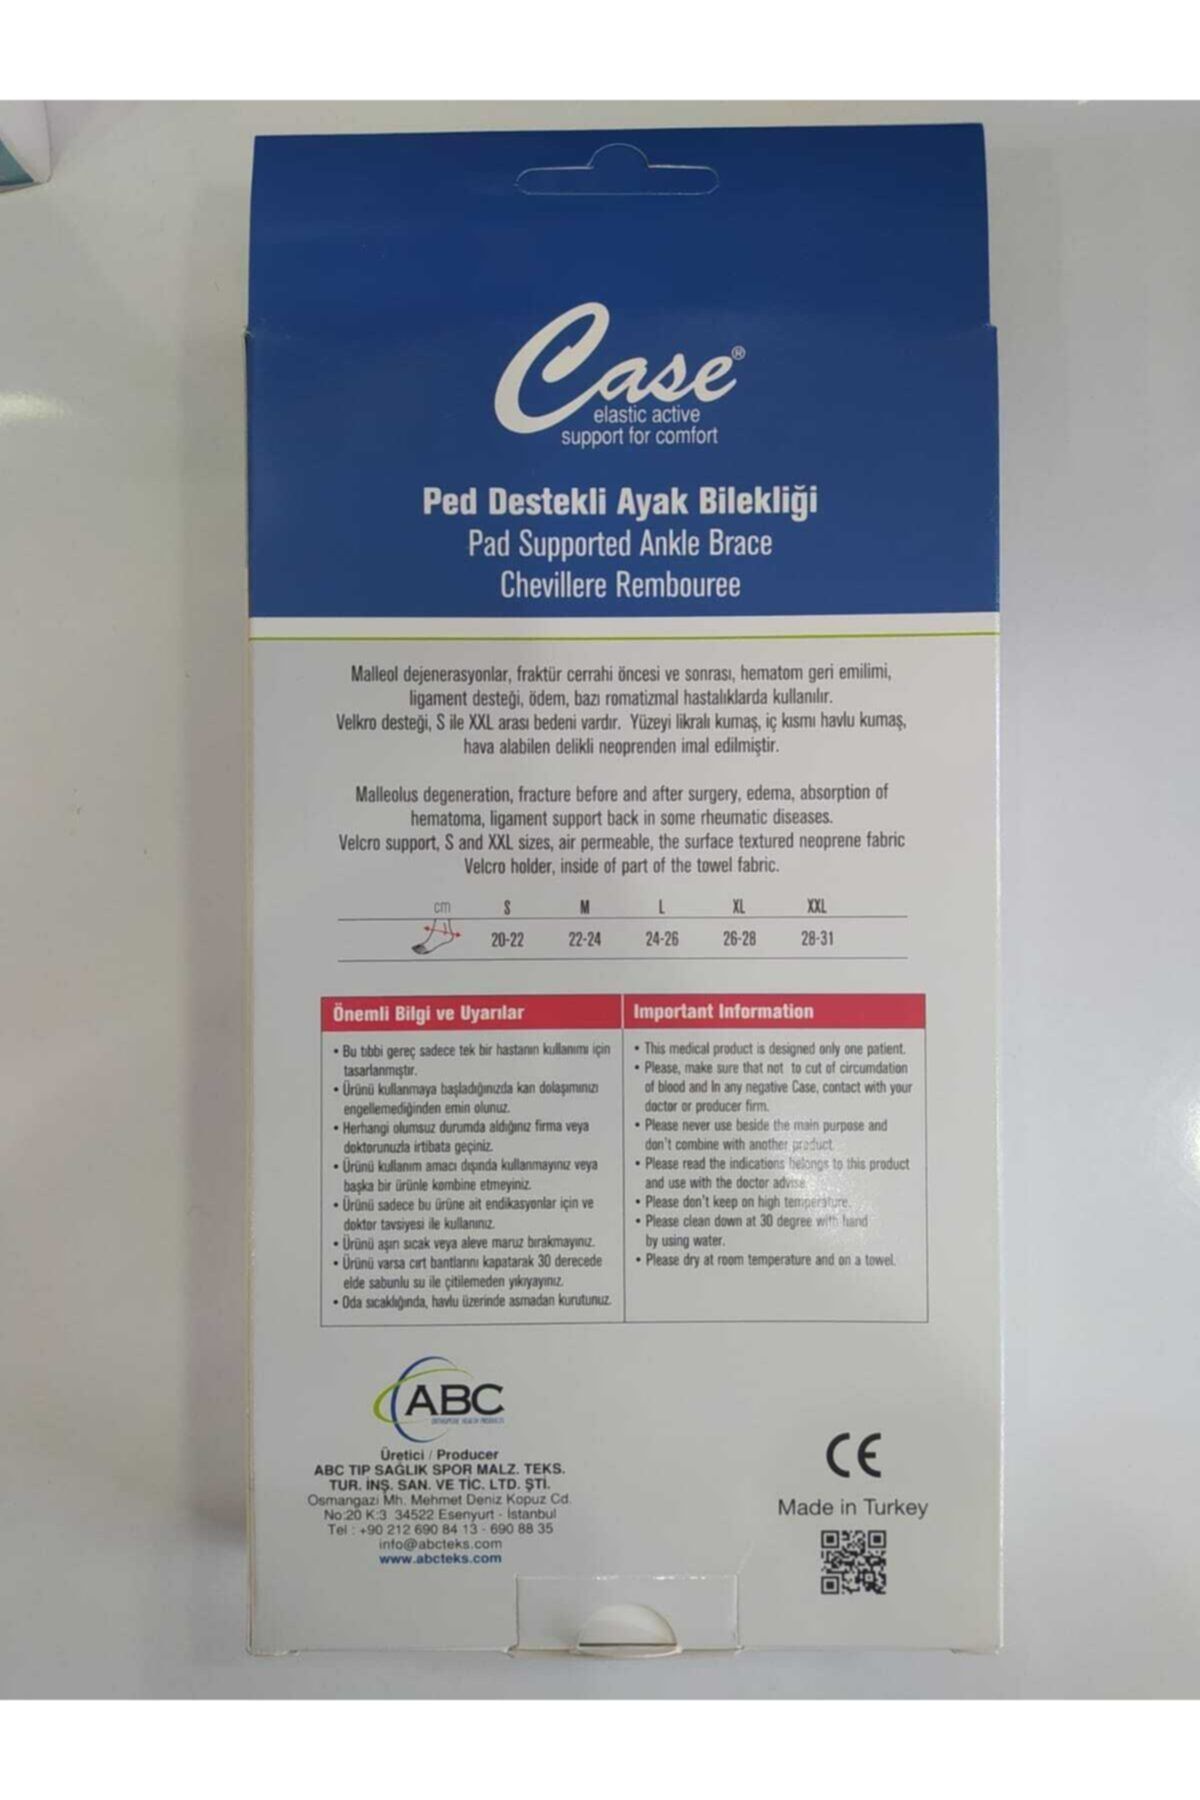 Case®
elastic active
support for comfort
Ped Destekli Ayak Bilekliği
Pad Supported Ankle Brace
Chevillere Rembouree
Malleol dejenerasyonlar, fraktür cerrahi öncesi ve sonrası, hematom geri emilimi,
ligament desteği, ödem, bazı romatizmal hastalıklarda kullanılır.
Velkro desteği, S ile XXL arası bedeni vardır. Yüzeyi likralı kumaş, iç kısmı havlu kumaş,
hava alabilen delikli neoprenden imal edilmiştir.
Malleolus degeneration, fracture before and after surgery, edema, absorption of
hematoma, ligament support back in some rheumatic diseases.
Velcro support, S and XXL sizes, air permeable, the surface textured neoprene fabric
Velcro holder, inside of part of the towel fabric.
cm S M L XL XXL
20-22 22-24 24-26 26-28 28-31
Önemli Bilgi ve Uyarılar
• Bu tıbbi gereç sadece tek bir hastanın kullanımı için
tasarlanmıştır.
• Ürünü kullanmaya başladığınızda kan dolaşımınızı
engellemediğinden emin olunuz.
• Herhangi olumsuz durumda aldığınız firma veya
doktorunuzla irtibata geçiniz.
• Ürünü kullanım amacı dışında kullanmayınız veya
başka bir ürünle kombine etmeyiniz.
• Ürünü sadece bu ürüne ait endikasyonlar için ve
doktor tavsiyesi ile kullanınız.
• Ürünü aşırı sıcak veya aleve maruz bırakmayınız.
• Ürünü varsa cırt bantlarını kapatarak 30 derecede
elde sabunlu su ile çitilemeden yıkıyayınız.
• Oda sıcaklığında, havlu üzerinde asmadan kurutunuz.
Important Information
• This medical product is designed only one patient.
• Please, make sure that not to cut of circumdation
of blood and In any negative Case, contact with your
doctor or producer firm.
• Please never use beside the main purpose and
don't combine with another product.
• Please read the indications belongs to this product
and use with the doctor advise.
• Please don't keep on high temperature.
• Please clean down at 30 degree with hand
by using water.
• Please dry at room temperature and on a towel.
ABC
ORTHOPEDIC HEALTH PRODUCTS
Üretici / Producer
ABC TIP SAĞLIK SPOR MALZ. TEKS.
TUR. İNŞ. SAN. VE TİC. LTD. ŞTİ.
Osmangazi Mh. Mehmet Deniz Kopuz Cd.
No:20 K:3 34522 Esenyurt - İstanbul
Tel : +90 212 690 84 13 - 690 88 35
info@abcteks.com
www.abcteks.com
CE
Made in Turkey